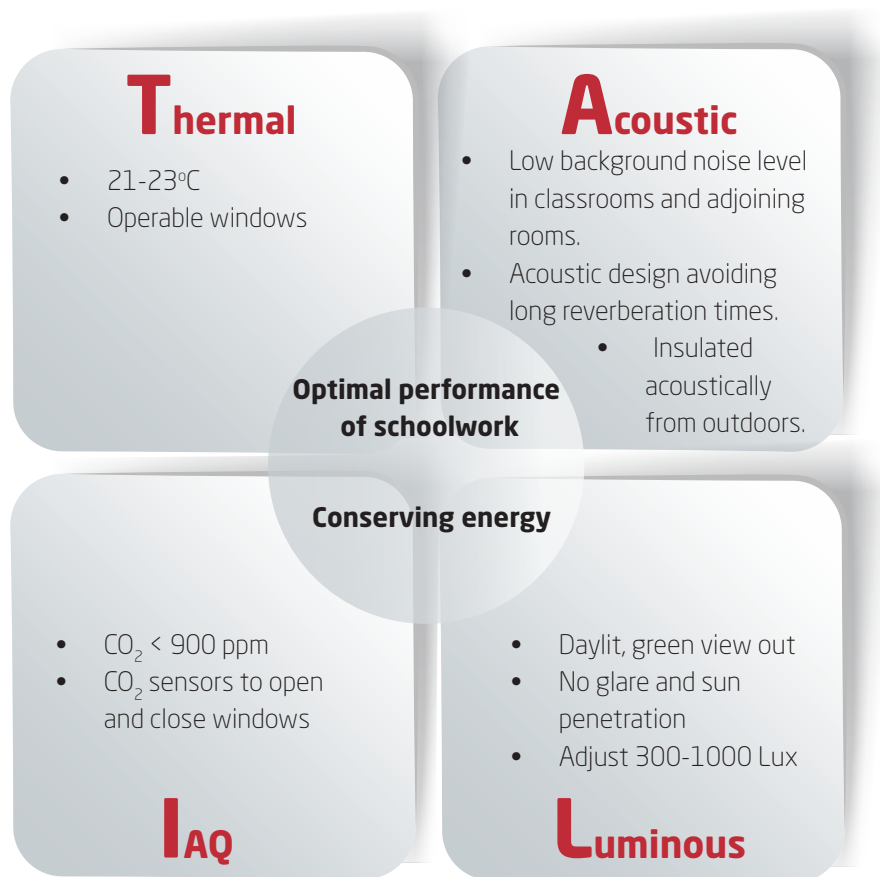 Thermal
• 21-23°C
• Operable windows
Acoustic
• Low background noise level
in classrooms and adjoining
rooms.
• Acoustic design avoiding
long reverberation times.
• Insulated
acoustically
from outdoors.
Optimal performance
of schoolwork
Conserving energy
• CO₂ < 900 ppm
• CO₂ sensors to open
and close windows
IAQ
• Daylit, green view out
• No glare and sun
penetration
• Adjust 300-1000 Lux
Luminous